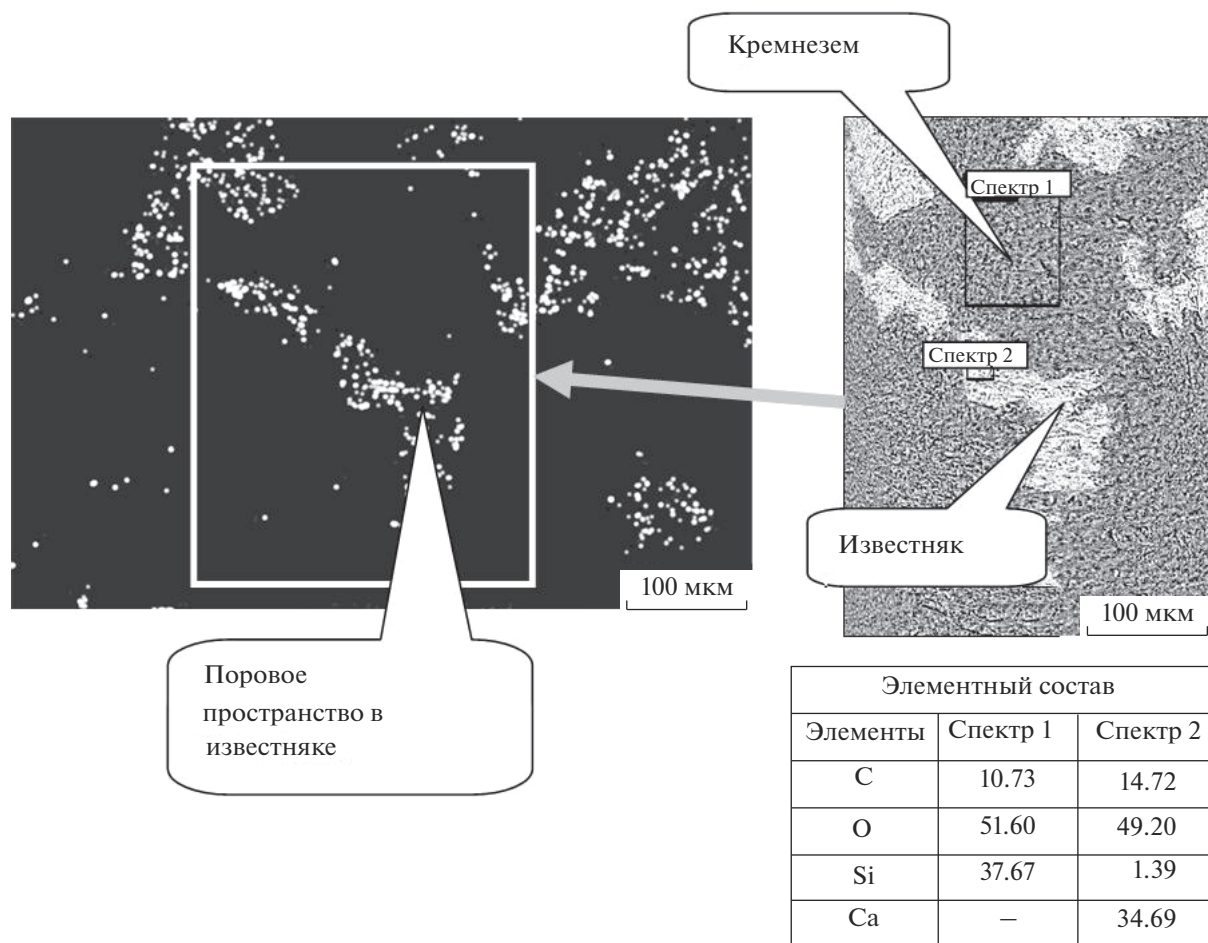 Кремнезем
Спектр 1
Спектр 2
Известняк
100 мкм
100 мкм
Поровое
пространство в
известняке
Элементный состав
Элементы Спектр 1 Спектр 2
C 10.73 14.72
O 51.60 49.20
Si 37.67 1.39
Ca – 34.69